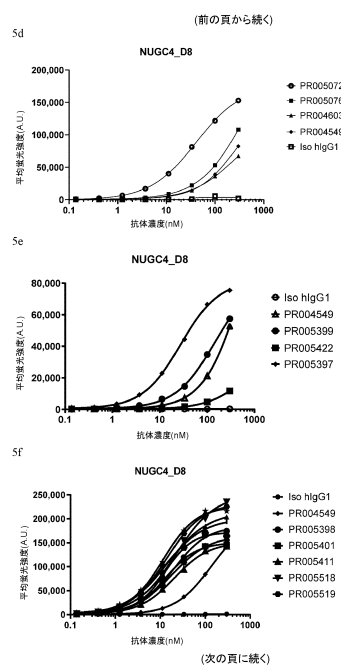 (前の頁から続く)
5d
NUGC4_D8
平均蛍光強度(A.U.)
200,000
150,000
100,000
50,000
0
0.1
1
10
100
1000
抗体濃度(nM)
PR005072
PR005076
PR004603
PR004549
Iso hIgG1
5e
NUGC4_D8
平均蛍光強度(A.U.)
80,000
60,000
40,000
20,000
0
0.1
1
10
100
1000
抗体濃度(nM)
Iso hIgG1
PR004549
PR005399
PR005422
PR005397
5f
NUGC4_D8
平均蛍光強度(A.U.)
250,000
200,000
150,000
100,000
50,000
0
0.1
1
10
100
1000
抗体濃度(nM)
Iso hIgG1
PR004549
PR005398
PR005401
PR005411
PR005518
PR005519
(次の頁に続く)